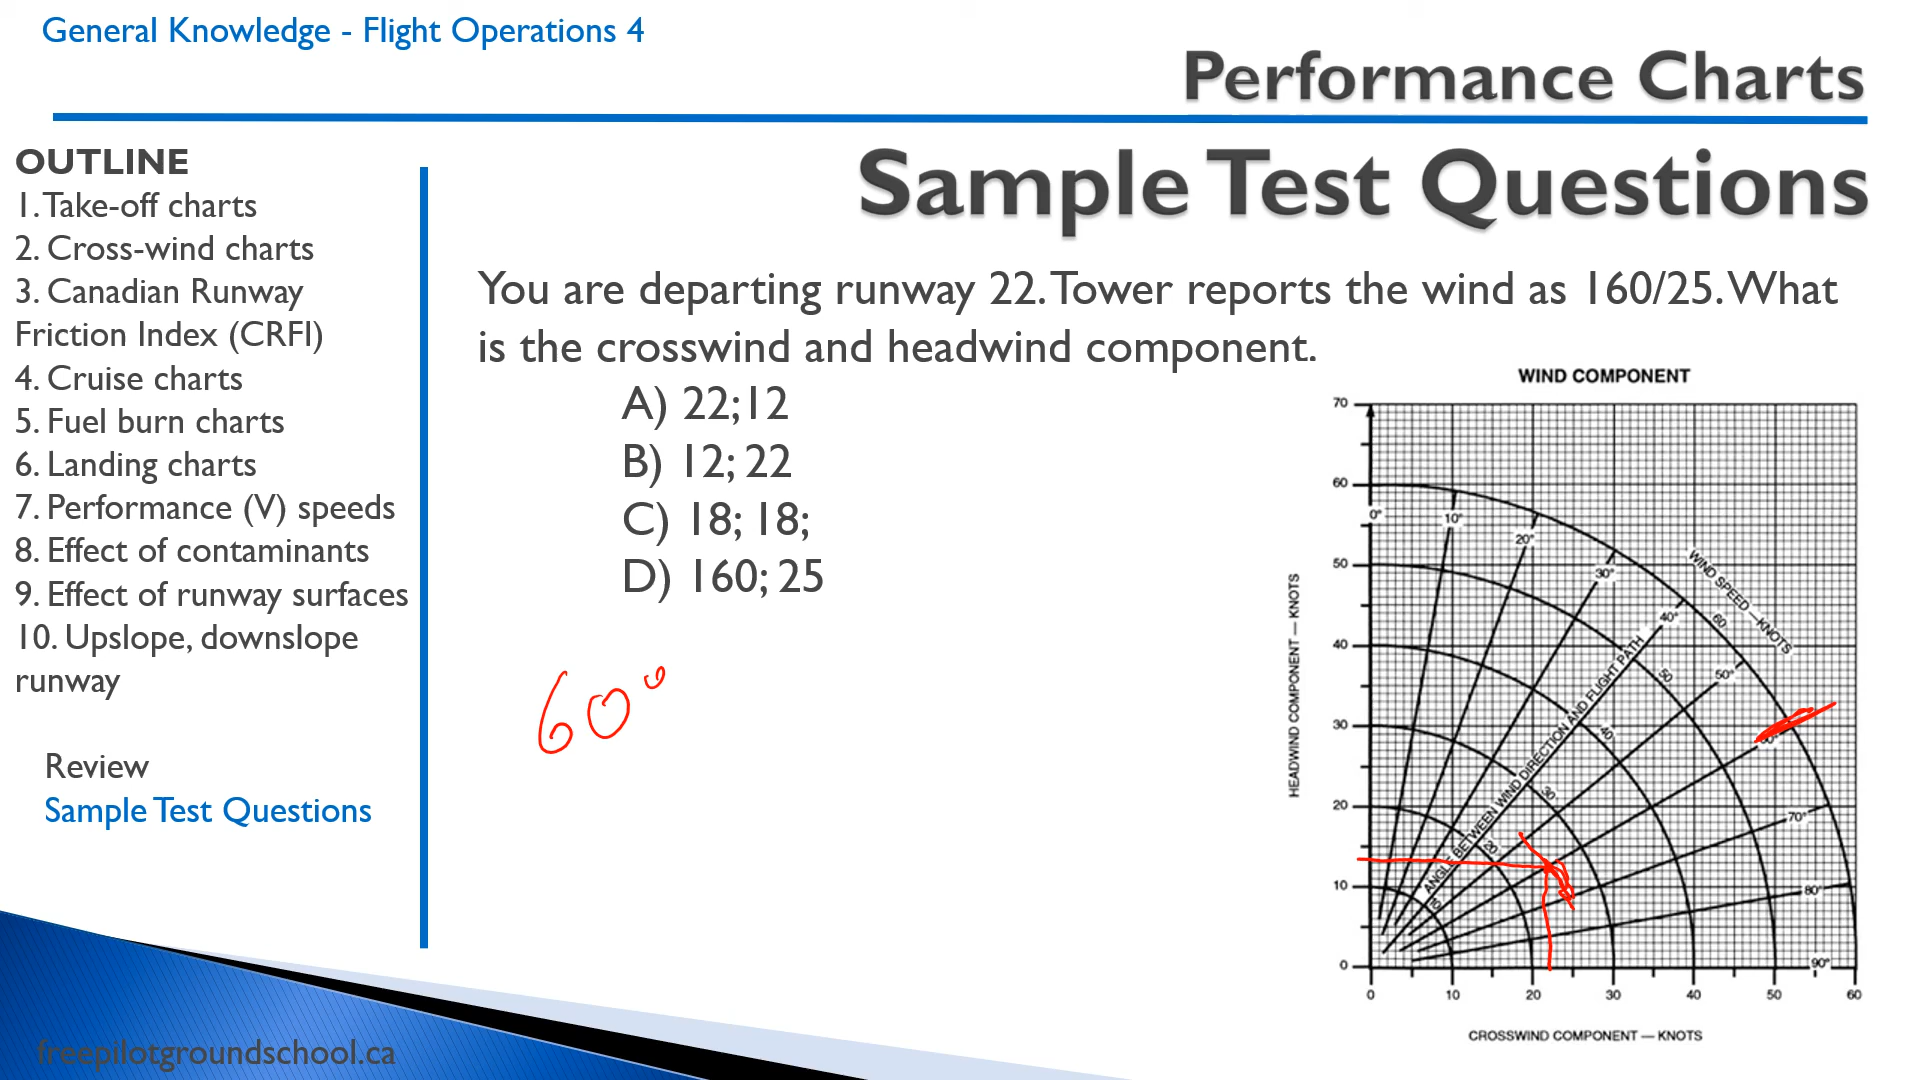 General Knowledge - Flight Operations 4
Performance Charts
OUTLINE
1. Take-off charts
2. Cross-wind charts
3. Canadian Runway
Friction Index (CRFI)
4. Cruise charts
5. Fuel burn charts
6. Landing charts
7. Performance (V) speeds
8. Effect of contaminants
9. Effect of runway surfaces
10. Upslope, downslope
runway
Review
Sample Test Questions
Sample Test Questions
You are departing runway 22. Tower reports the wind as 160/25. What
is the crosswind and headwind component.
A) 22;12
B) 12; 22
C) 18; 18;
D) 160; 25
60°
WIND COMPONENT
70
60
50
40
30
20
10
0
HEADWIND COMPONENT — KNOTS
0°
10°
20°
30°
40°
50°
70°
80°
90°
WIND SPEED — KNOTS
60
50
40
30
20
10
ANGLE BETWEEN WIND DIRECTION AND FLIGHT PATH
0 10 20 30 40 50 60
CROSSWIND COMPONENT — KNOTS
freepilotgroundschool.ca